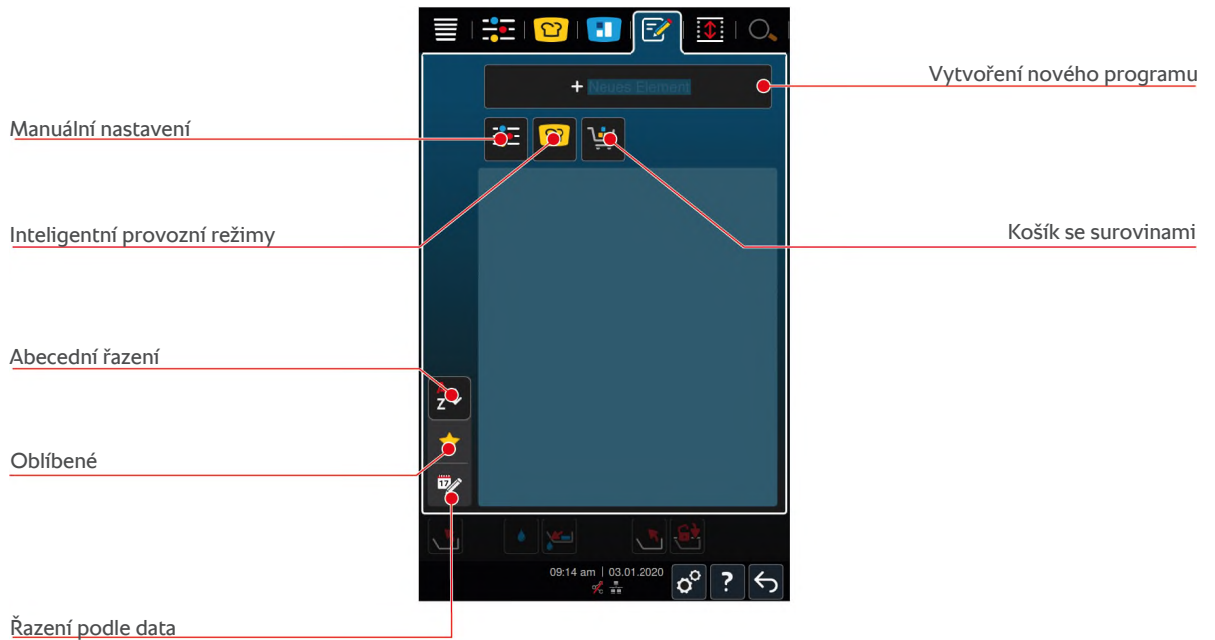 Vytvoření nového programu
+ Neues Element
Manuální nastavení
Inteligentní provozní režimy
Košík se surovinami
Abecední řazení
Z
Oblíbené
17
09:14 am | 03.01.2020
?
Řazení podle data